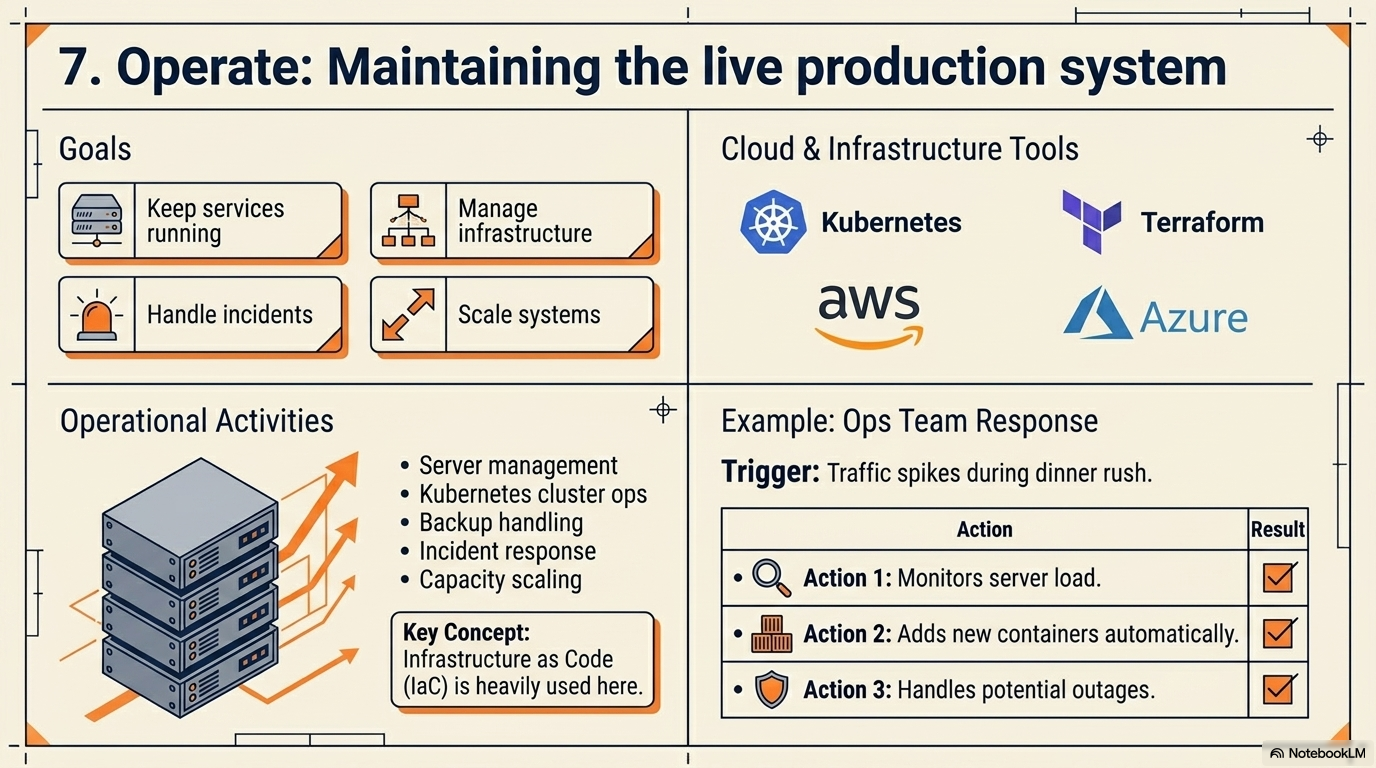 7. Operate: Maintaining the live production system
Goals
Keep services
running
Manage
infrastructure
Handle incidents
Scale systems
Cloud & Infrastructure Tools
Kubernetes
Terraform
aws
Azure
Operational Activities
• Server management
• Kubernetes cluster ops
• Backup handling
• Incident response
• Capacity scaling
Key Concept:
Infrastructure as Code
(IaC) is heavily used here.
Example: Ops Team Response
Trigger: Traffic spikes during dinner rush.
Action Result
• Action 1: Monitors server load.
• Action 2: Adds new containers automatically.
• Action 3: Handles potential outages.
NotebookLM